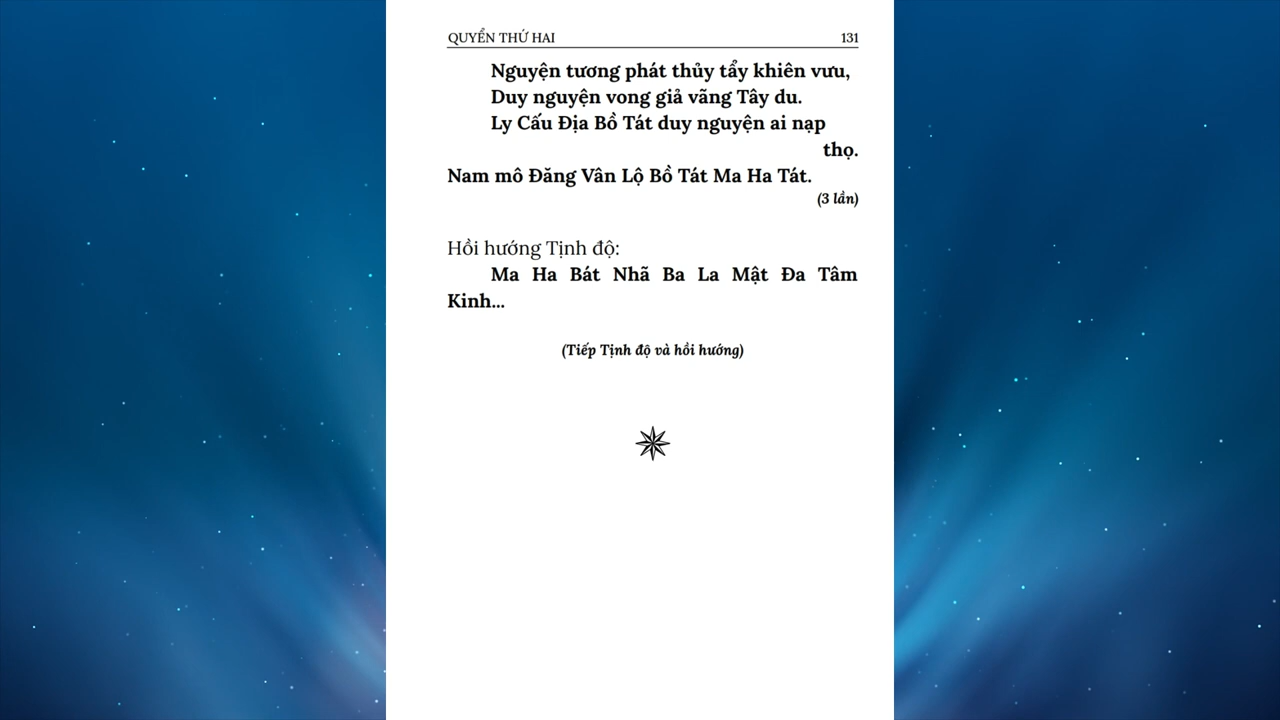 QUYỂN THỨ HAI 131
Nguyện tương phát thủy tẩy khiên vưu,
Duy nguyện vong giả vãng Tây du.
Ly Cấu Địa Bồ Tát duy nguyện ai nạp
thọ.
Nam mô Đăng Vân Lộ Bồ Tát Ma Ha Tát.
(3 lần)
Hồi hướng Tịnh độ:
Ma Ha Bát Nhã Ba La Mật Đa Tâm
Kinh...
(Tiếp Tịnh độ và hồi hướng)